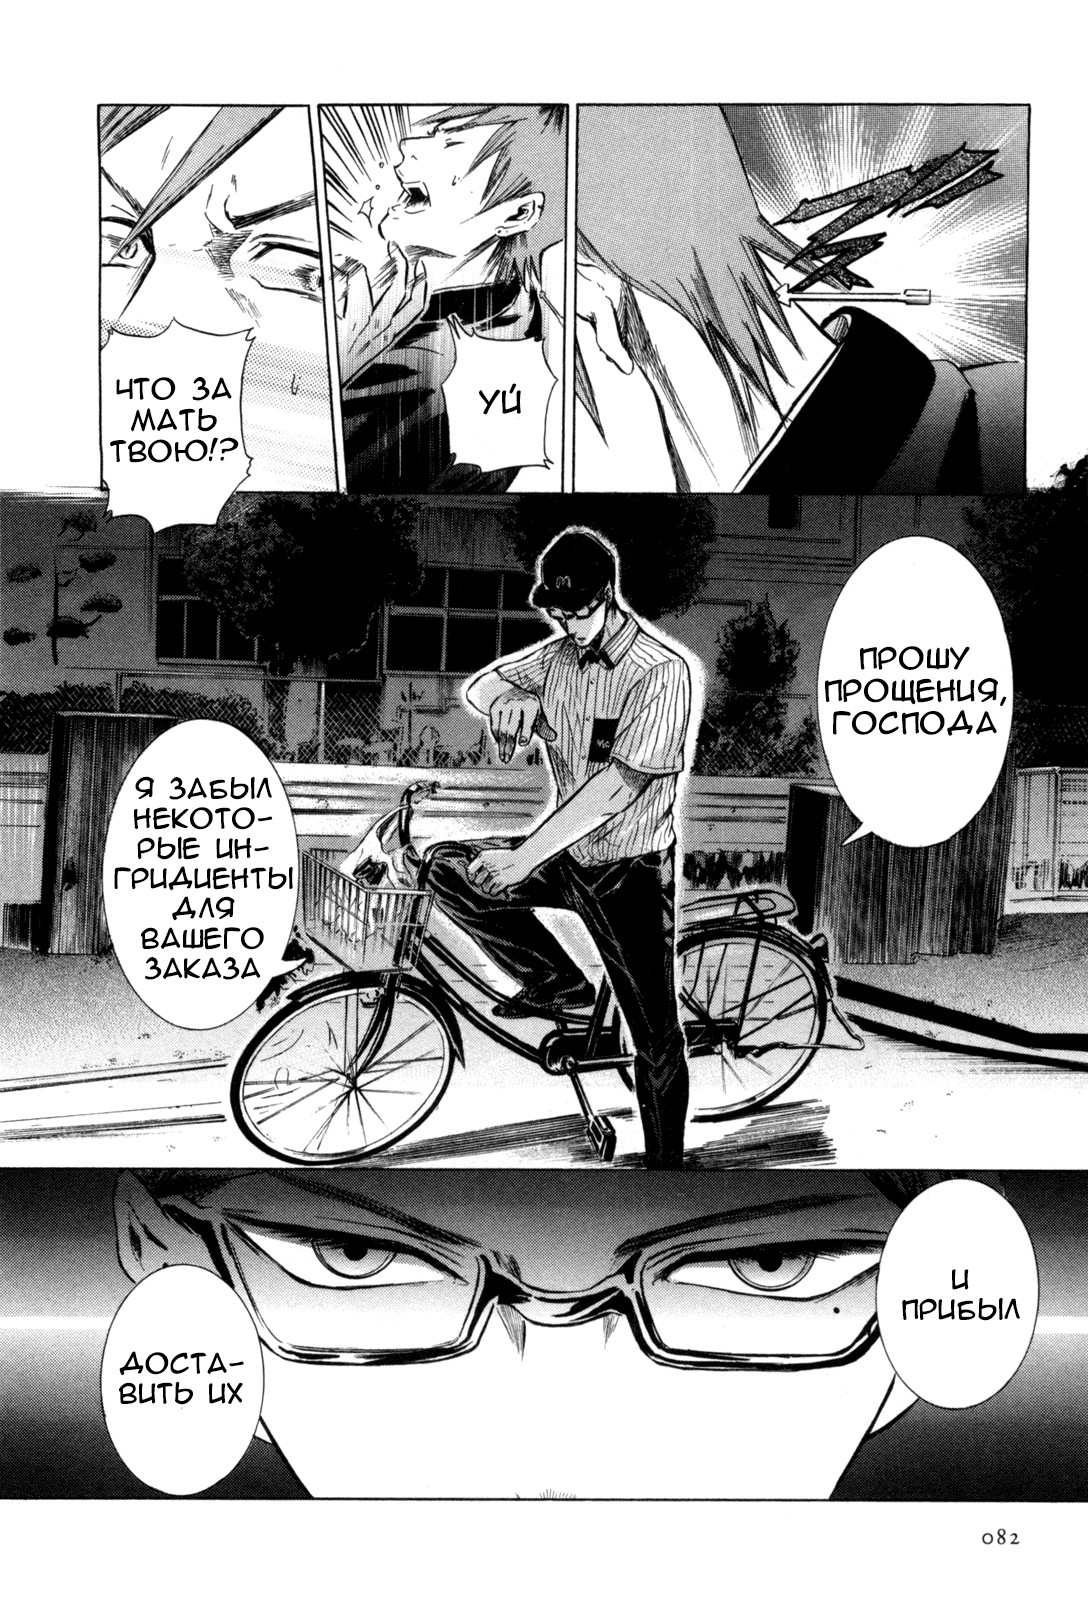 УЙ
ЧТО ЗА
МАТЬ
ТВОЮ!?
ПРОШУ
ПРОЩЕНИЯ,
ГОСПОДА
Я ЗАБЫЛ
НЕКОТО-
РЫЕ ИН-
ГРИДИЕНТЫ
ДЛЯ
ВАШЕГО
ЗАКАЗА
И
ПРИБЫЛ
ДОСТА-
ВИТЬ ИХ
082